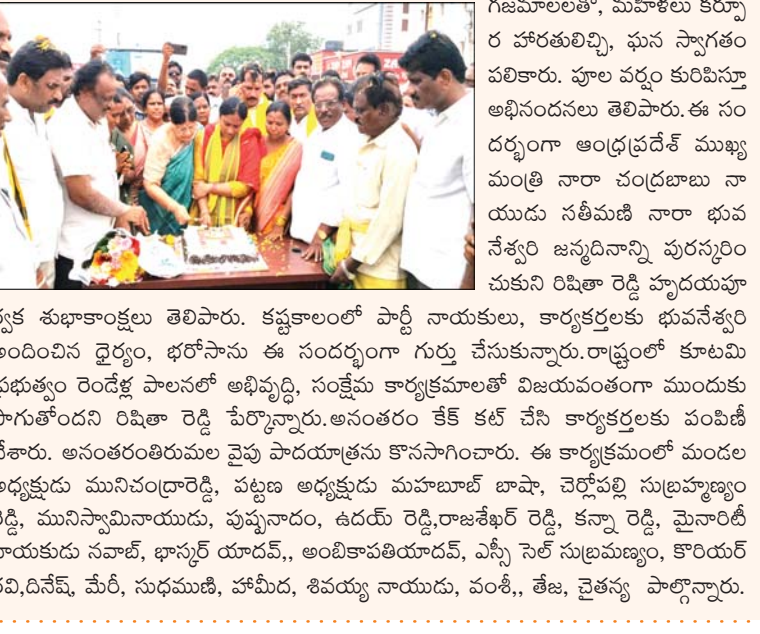 గజమాలలతో, మహిళలు కర్పూ
ర హారతులిచ్చి, ఘన స్వాగతం
పలికారు. పూల వర్షం కురిపిస్తూ
అభినందనలు తెలిపారు.ఈ సం
దర్భంగా ఆంధ్రప్రదేశ్ ముఖ్య
మంత్రి నారా చంద్రబాబు నా
యుడు సతీమణి నారా భువ
నేశ్వరి జన్మదినాన్ని పురస్కరిం
చుకుని రిషితా రెడ్డి హృదయపూ
ర్వక శుభాకాంక్షలు తెలిపారు. కష్టకాలంలో పార్టీ నాయకులు, కార్యకర్తలకు భువనేశ్వరి
అందించిన ధైర్యం, భరోసాను ఈ సందర్భంగా గుర్తు చేసుకున్నారు.రాష్ట్రంలో కూటమి
ప్రభుత్వం రెండేళ్ల పాలనలో అభివృద్ధి, సంక్షేమ కార్యక్రమాలతో విజయవంతంగా ముందుకు
సాగుతోందని రిషితా రెడ్డి పేర్కొన్నారు.అనంతరం కేక్ కట్ చేసి కార్యకర్తలకు పంపిణీ
చేశారు. అనంతరంతిరుమల వైపు పాదయాత్రను కొనసాగించారు. ఈ కార్యక్రమంలో మండల
అధ్యక్షుడు మునిచంద్రారెడ్డి, పట్టణ అధ్యక్షుడు మహబూబ్ బాషా, చెర్లోపల్లి సుబ్రహ్మణ్యం
రెడ్డి, మునిస్వామినాయుడు, పుష్పనాదం, ఉదయ్ రెడ్డి,రాజశేఖర్ రెడ్డి, కన్నా రెడ్డి, మైనారిటీ
నాయకుడు నవాబ్, భాస్కర్ యాదవ్,, అంబికాపతియాదవ్, ఎస్సీ సెల్ సుబ్రమణ్యం, కొరియర్
రవి,దినేష్, మేరీ, సుధముణి, హామీద, శివయ్య నాయుడు, వంశీ,, తేజ, చైతన్య పాల్గొన్నారు.